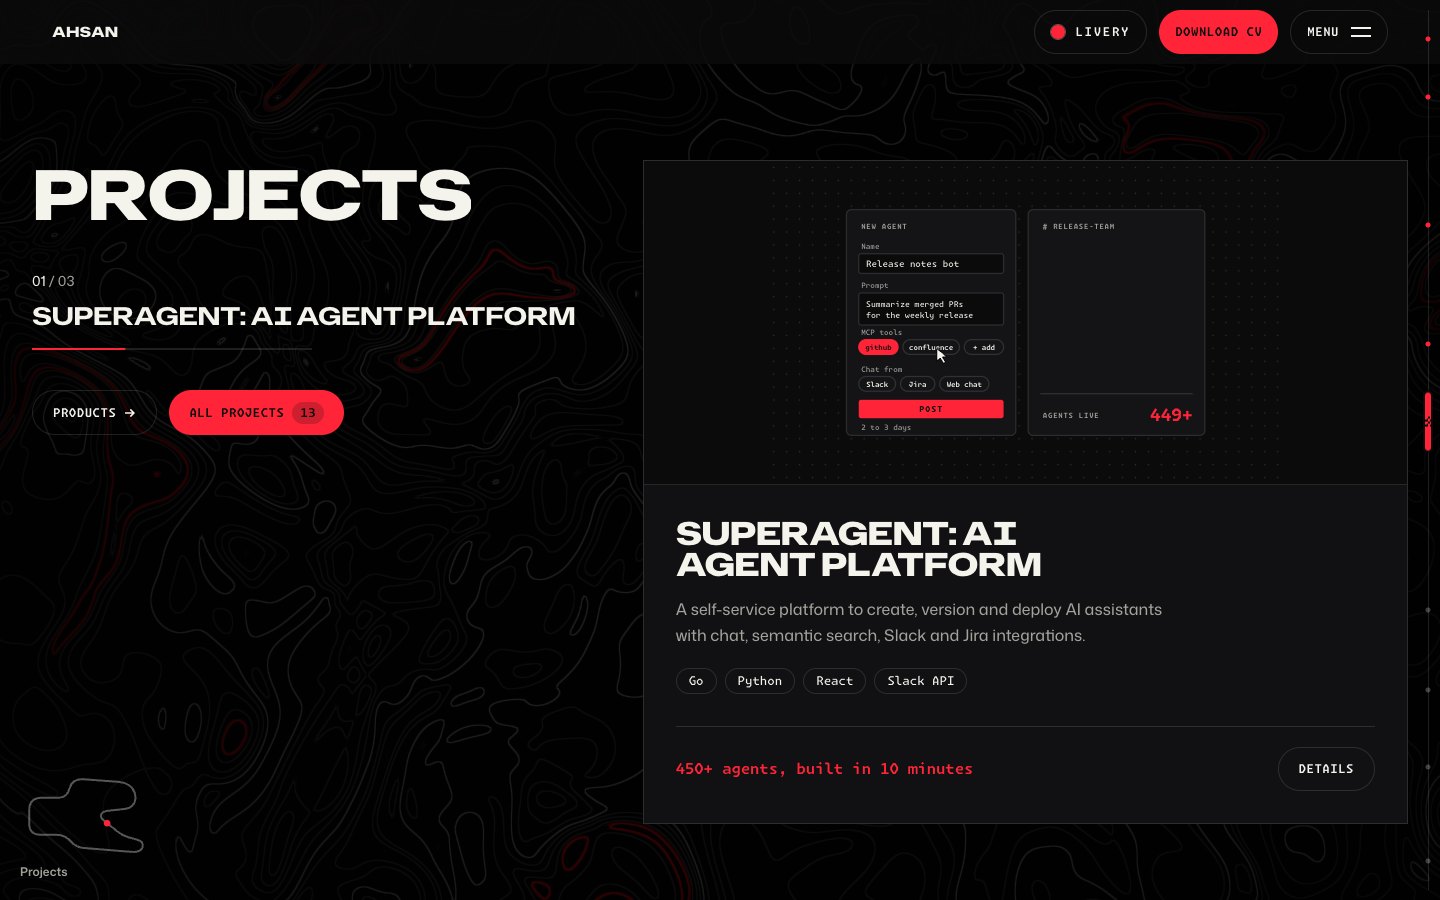 AHSAN
LIVERY
DOWNLOAD CV
MENU
PROJECTS
01 / 03
SUPERAGENT: AI AGENT PLATFORM
PRODUCTS →
ALL PROJECTS 13
NEW AGENT
Name
Release notes bot
Prompt
Summarize merged PRs
for the weekly release
MCP tools
github
confluence
+ add
Chat from
Slack
Jira
Web chat
POST
2 to 3 days
# RELEASE-TEAM
AGENTS LIVE
449+
SUPERAGENT: AI
AGENT PLATFORM
A self-service platform to create, version and deploy AI assistants
with chat, semantic search, Slack and Jira integrations.
Go
Python
React
Slack API
450+ agents, built in 10 minutes
DETAILS
Projects